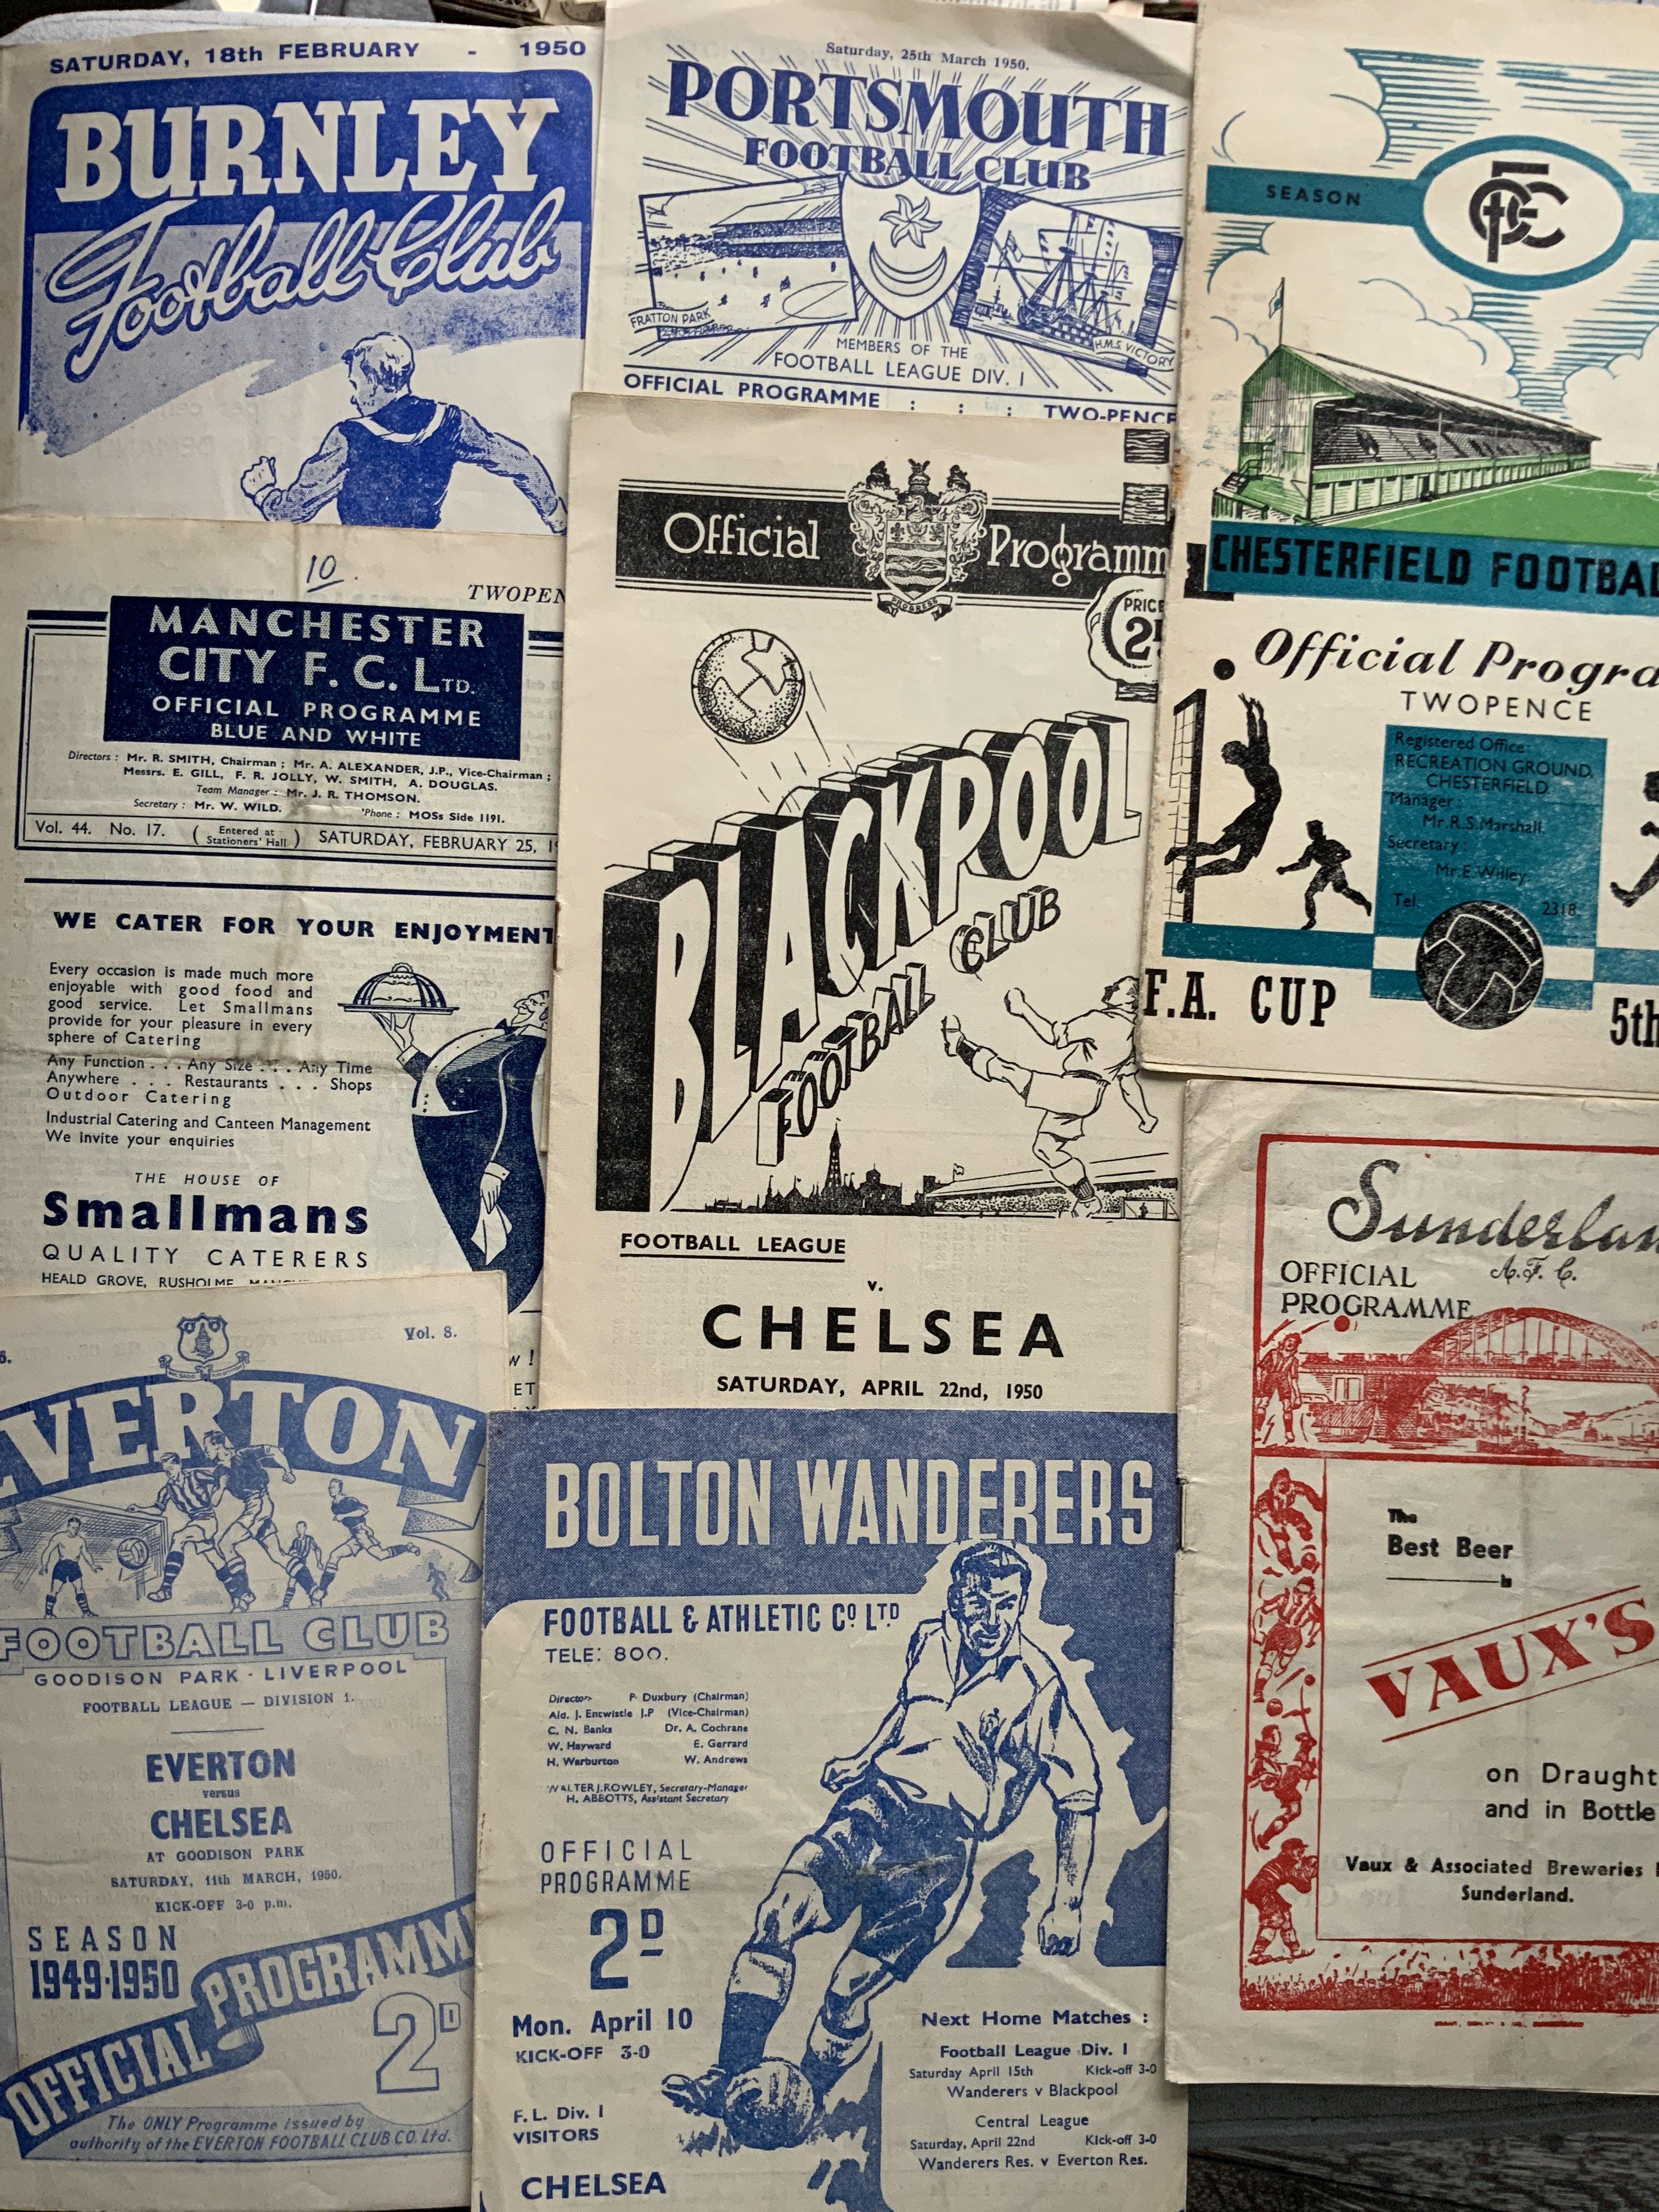 SATURDAY, 18th FEBRUARY - 1950
BURNLEY
Football Club
Saturday, 25th March 1950.
PORTSMOUTH
FOOTBALL CLUB
FRATTON PARK
H.M.S. VICTORY
MEMBERS OF THE
FOOTBALL LEAGUE DIV. 1
OFFICIAL PROGRAMME : : : TWO-PENCE
SEASON
CHESTERFIELD FOOTBAL
Official Progra
TWOPENCE
Registered Office:
RECREATION GROUND,
CHESTERFIELD.
Manager:
Mr. R.S. Marshall.
Secretary
Mr. E. Willey.
Tel. 2318.
F.A. CUP
5th
10.
TWOPEN
MANCHESTER
CITY F. C. LTD.
OFFICIAL PROGRAMME
BLUE AND WHITE
Directors : Mr. R. SMITH, Chairman ; Mr. A. ALEXANDER, J.P., Vice-Chairman ;
Messrs. E. GILL, F. R. JOLLY, W. SMITH, A. DOUGLAS.
Team Manager : Mr. J. R. THOMSON.
Secretary : Mr. W. WILD. 'Phone : MOSs Side 1191.
Vol. 44. No. 17. ( Entered at Stationers' Hall ) SATURDAY, FEBRUARY 25, 1
WE CATER FOR YOUR ENJOYMENT
Every occasion is made much more
enjoyable with good food and
good service. Let Smallmans
provide for your pleasure in every
sphere of Catering
Any Function . . . Any Size . . . Any Time
Anywhere . . . Restaurants . . . Shops
Outdoor Catering
Industrial Catering and Canteen Management
We invite your enquiries
THE HOUSE OF
Smallmans
QUALITY CATERERS
HEALD GROVE, RUSHOLME,
W !
ET
Official Programm
PROGRESS
PRICE
2
BLACKPOOL
FOOTBALL CLUB
FOOTBALL LEAGUE
v.
CHELSEA
SATURDAY, APRIL 22nd, 1950
Sunderlan
A.F.C.
OFFICIAL
PROGRAMME
The
Best Beer
is
VAUX'S
on Draught
and in Bottle
Vaux & Associated Breweries
Sunderland.
Vol. 8.
EVERTON
FOOTBALL CLUB
GOODISON PARK · LIVERPOOL
FOOTBALL LEAGUE — DIVISION 1.
EVERTON
versus
CHELSEA
AT GOODISON PARK
SATURDAY, 11th MARCH, 1950.
KICK-OFF 3-0 p.m.
SEASON
1949·1950
OFFICIAL PROGRAMM
2D
The ONLY Programme issued by
authority of the EVERTON FOOTBALL CLUB CO. Ltd.
BOLTON WANDERERS
FOOTBALL & ATHLETIC CO LTD
TELE: 800.
Directors P. Duxbury (Chairman)
Ald. J. Entwistle J.P (Vice-Chairman)
C. N. Banks Dr. A. Cochrane
W. Hayward E. Gerrard
H. Warburton W. Andrews
WALTER J. ROWLEY, Secretary-Manager
H. ABBOTTS, Assistant Secretary
OFFICIAL
PROGRAMME
2D
Mon. April 10
KICK-OFF 3-0
F.L. Div. 1
VISITORS
CHELSEA
Next Home Matches :
Football League Div. 1
Saturday April 15th Kick-off 3-0
Wanderers v Blackpool
Central League
Saturday, April 22nd Kick-off 3-0
Wanderers Res. v Everton Res.